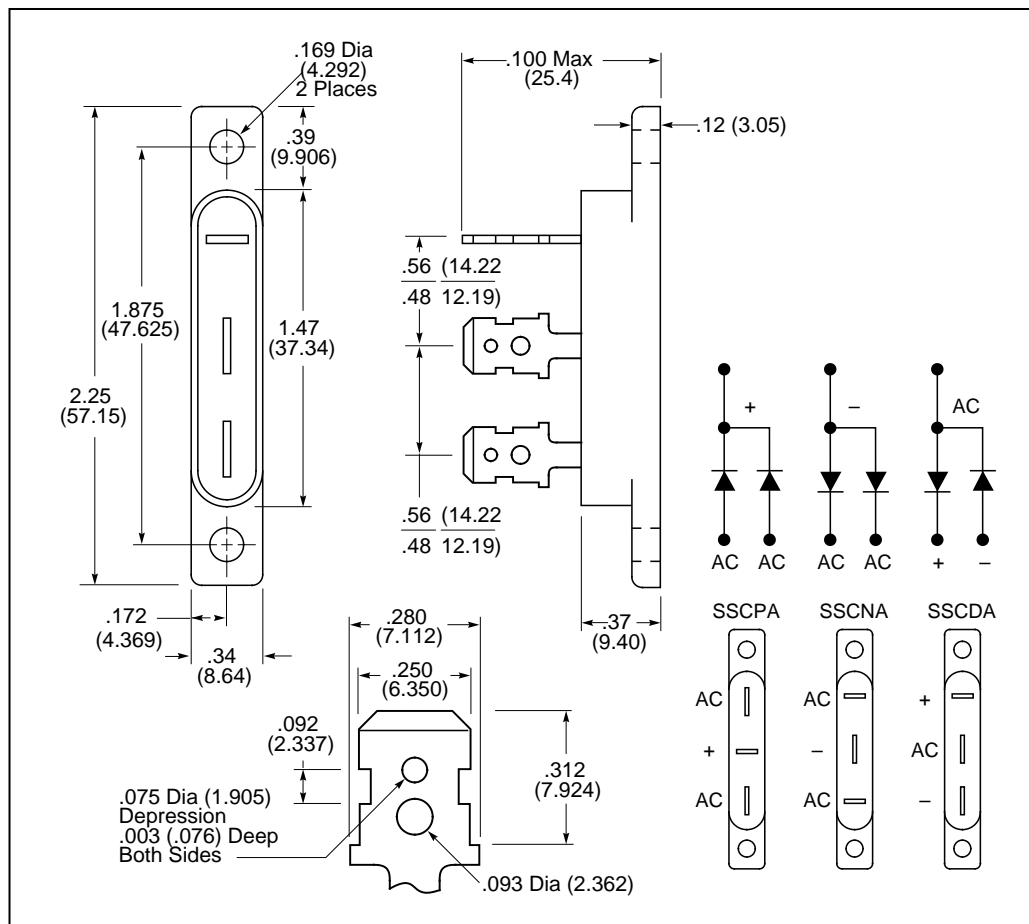 .169 Dia
(4.292)
2 Places
.39
(9.906)
1.875
(47.625)
1.47
(37.34)
2.25
(57.15)
.172
(4.369)
.34
(8.64)
.100 Max
(25.4)
.12 (3.05)
.56 (14.22
.48 12.19)
.56 (14.22
.48 12.19)
.37
(9.40)
.280
(7.112)
.250
(6.350)
.092
(2.337)
.312
(7.924)
.075 Dia (1.905)
Depression
.003 (.076) Deep
Both Sides
.093 Dia (2.362)
+
–
AC
AC AC
AC AC
+ –
SSCPA
SSCNA
SSCDA
AC
+
AC
AC
–
AC
+
AC
–